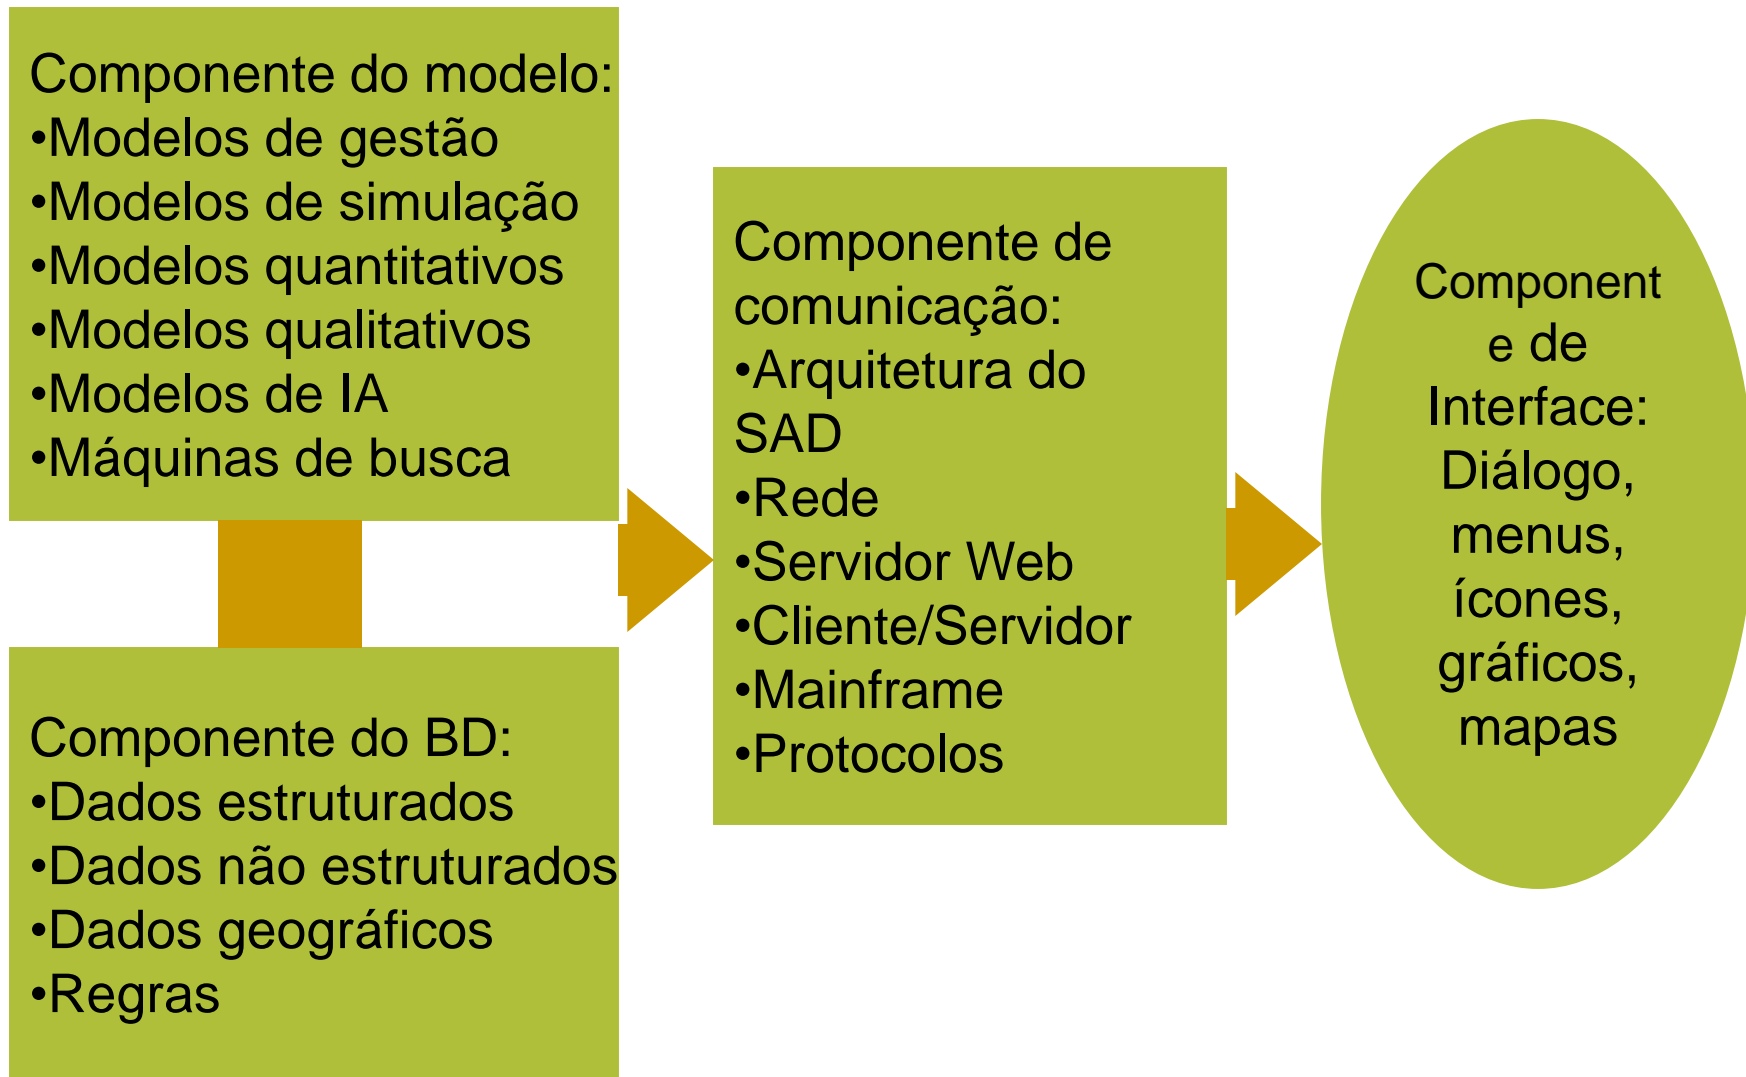 Componente do modelo:
•Modelos de gestão
•Modelos de simulação
•Modelos quantitativos
•Modelos qualitativos
•Modelos de IA
•Máquinas de busca
Componente do BD:
•Dados estruturados
•Dados não estruturados
•Dados geográficos
•Regras
Componente de
comunicação:
•Arquitetura do
SAD
•Rede
•Servidor Web
•Cliente/Servidor
•Mainframe
•Protocolos
Component
e de
Interface:
Diálogo,
menus,
ícones,
gráficos,
mapas